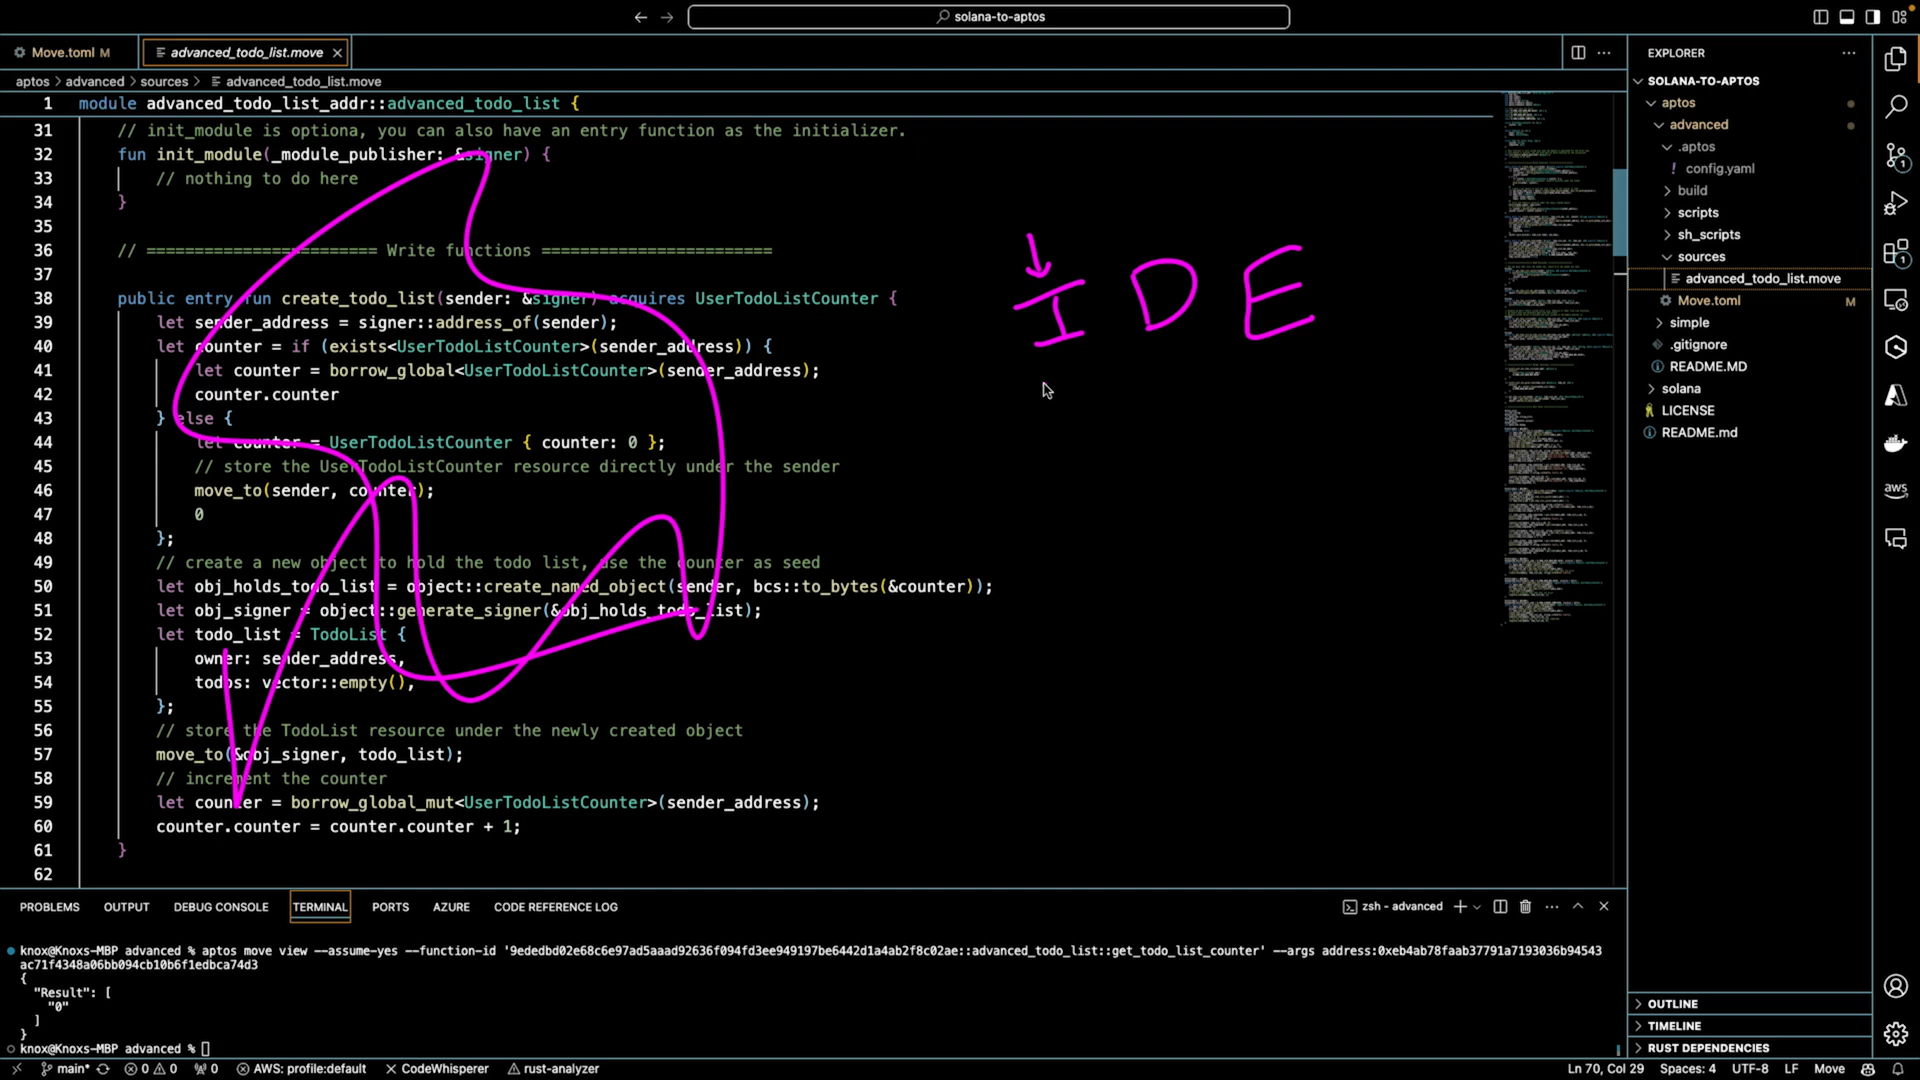 solana-to-aptos
Move.toml M
advanced_todo_list.move
aptos > advanced > sources > advanced_todo_list.move
1 module advanced_todo_list_addr::advanced_todo_list {
31 // init_module is optiona, you can also have an entry function as the initializer.
32 fun init_module(_module_publisher: &signer) {
33 // nothing to do here
34 }
35
36 // ======================== Write functions ========================
37
38 public entry fun create_todo_list(sender: &signer) acquires UserTodoListCounter {
39 let sender_address = signer::address_of(sender);
40 let counter = if (exists<UserTodoListCounter>(sender_address)) {
41 let counter = borrow_global<UserTodoListCounter>(sender_address);
42 counter.counter
43 } else {
44 let counter = UserTodoListCounter { counter: 0 };
45 // store the UserTodoListCounter resource directly under the sender
46 move_to(sender, counter);
47 0
48 };
49 // create a new object to hold the todo list, use the counter as seed
50 let obj_holds_todo_list = object::create_named_object(sender, bcs::to_bytes(&counter));
51 let obj_signer = object::generate_signer(&obj_holds_todo_list);
52 let todo_list = TodoList {
53 owner: sender_address,
54 todos: vector::empty(),
55 };
56 // store the TodoList resource under the newly created object
57 move_to(&obj_signer, todo_list);
58 // increment the counter
59 let counter = borrow_global_mut<UserTodoListCounter>(sender_address);
60 counter.counter = counter.counter + 1;
61 }
62
IDE
EXPLORER
SOLANA-TO-APTOS
aptos
advanced
.aptos
config.yaml
build
scripts
sh_scripts
sources
advanced_todo_list.move
Move.toml M
simple
.gitignore
README.MD
solana
LICENSE
README.md
OUTLINE
TIMELINE
RUST DEPENDENCIES
1
1
aws
PROBLEMS OUTPUT DEBUG CONSOLE TERMINAL PORTS AZURE CODE REFERENCE LOG zsh - advanced
knox@Knoxs-MBP advanced % aptos move view --assume-yes --function-id '9ededbd02e68c6e97ad5aaad92636f094fd3ee949197be6442d1a4ab2f8c02ae::advanced_todo_list::get_todo_list_counter' --args address:0xeb4ab78faab37791a7193036b94543
ac71f4348a06bb094cb10b6f1edbca74d3
{
"Result": [
"0"
]
}
knox@Knoxs-MBP advanced %
main* 0 0 0 AWS: profile:default CodeWhisperer rust-analyzer Ln 70, Col 29 Spaces: 4 UTF-8 LF Move